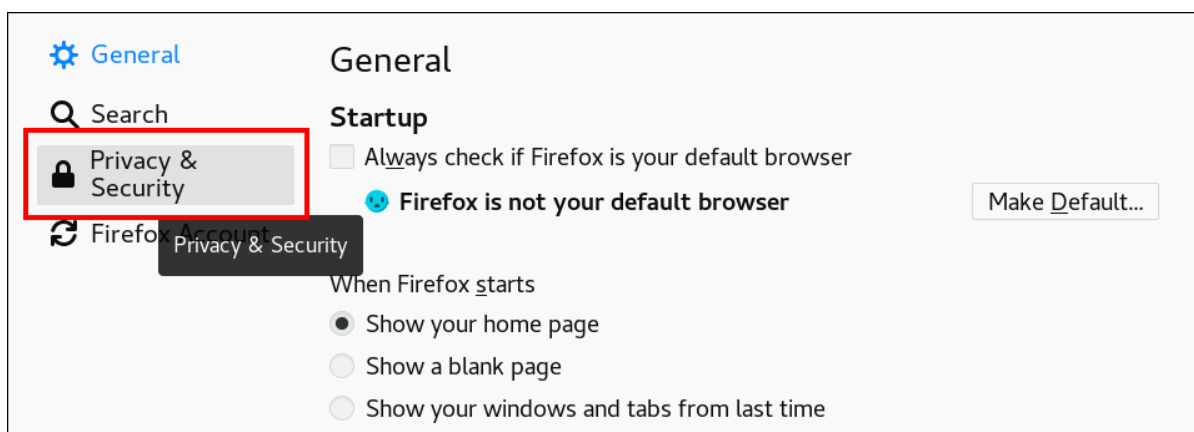 General
Search
Privacy &
Security
Firefox Account
Privacy & Security
General
Startup
Always check if Firefox is your default browser
Firefox is not your default browser
Make Default...
When Firefox starts
Show your home page
Show a blank page
Show your windows and tabs from last time